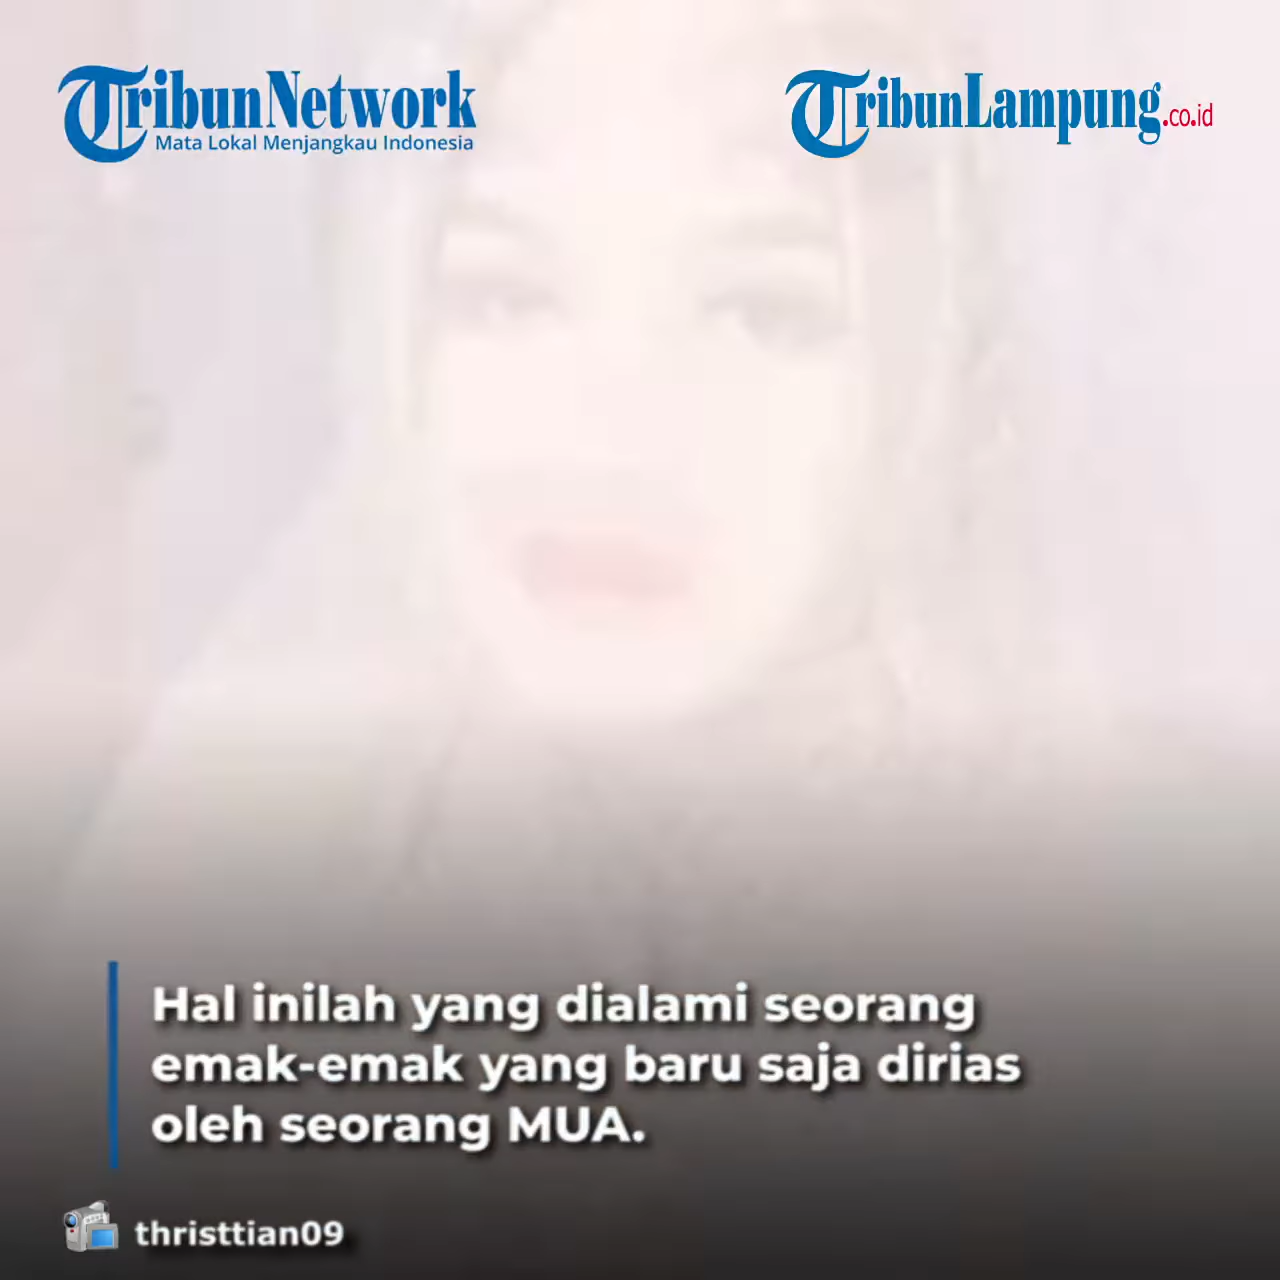 TribunNetwork
Mata Lokal Menjangkau Indonesia
TribunLampung.co.id
Hal inilah yang dialami seorang
emak-emak yang baru saja dirias
oleh seorang MUA.
thristtian09